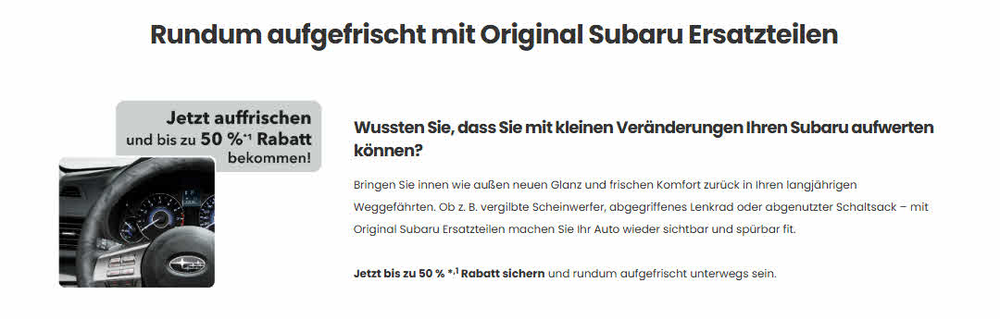 Rundum aufgefrischt mit Original Subaru Ersatzteilen
Jetzt auffrischen
und bis zu 50 %*¹ Rabatt
bekommen!
Wussten Sie, dass Sie mit kleinen Veränderungen Ihren Subaru aufwerten
können?
Bringen Sie innen wie außen neuen Glanz und frischen Komfort zurück in Ihren langjährigen
Weggefährten. Ob z. B. vergilbte Scheinwerfer, abgegriffenes Lenkrad oder abgenutzter Schaltsack – mit
Original Subaru Ersatzteilen machen Sie Ihr Auto wieder sichtbar und spürbar fit.
Jetzt bis zu 50 % *,¹ Rabatt sichern und rundum aufgefrischt unterwegs sein.